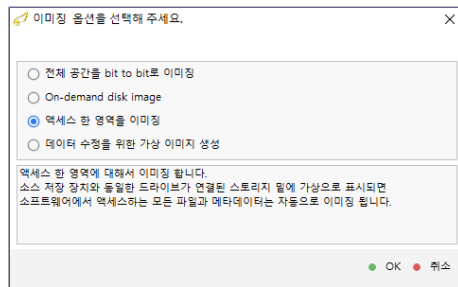 이미징 옵션을 선택해 주세요.
전체 공간을 bit to bit로 이미징
On-demand disk image
액세스 한 영역을 이미징
데이터 수정을 위한 가상 이미지 생성
액세스 한 영역에 대해서 이미징 합니다.
소스 저장 장치와 동일한 드라이브가 연결된 스토리지 밑에 가상으로 표시되면
소프트웨어에서 액세스하는 모든 파일과 메타데이터는 자동으로 이미징 됩니다.
OK 취소